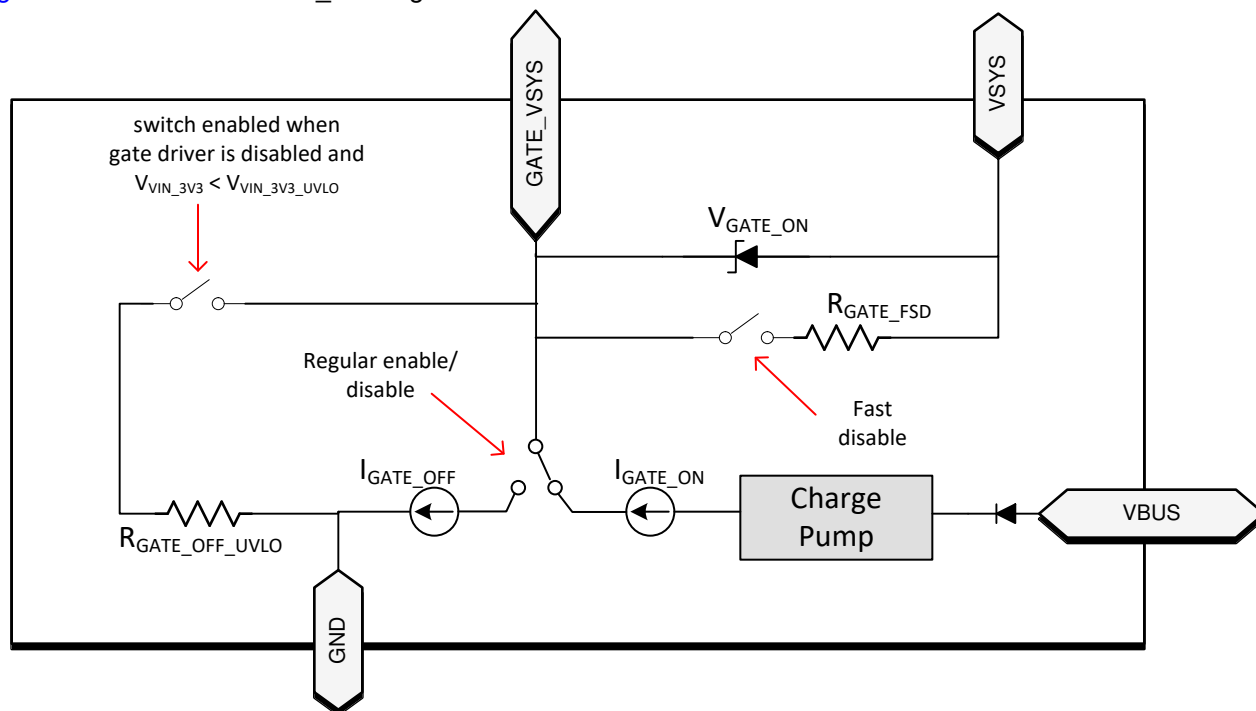 GATE_VSYS
VSYS
switch enabled when
gate driver is disabled and
VVIN_3V3 < VVIN_3V3_UVLO
VGATE_ON
RGATE_FSD
Regular enable/
disable
Fast
disable
IGATE_OFF
IGATE_ON
Charge
Pump
VBUS
RGATE_OFF_UVLO
GND